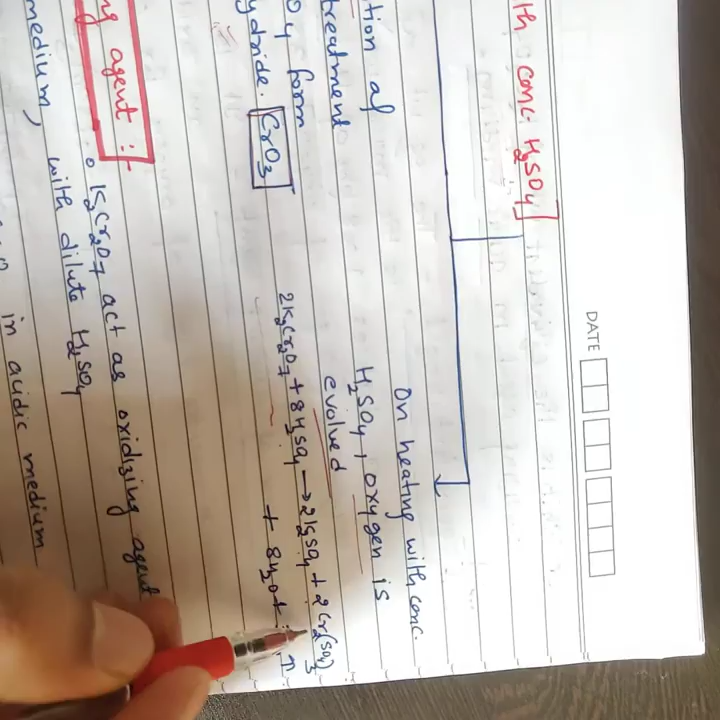 DATE
ith conc. H₂SO₄]
On heating with conc.
H₂SO₄, oxygen is
evolved
2K₂Cr₂O₇ + 8H₂SO₄ → 2K₂SO₄ + 2Cr₂(SO₄)₃
+ 8H₂O +
tion of
treatment
O₄ form
ydride. CrO₃
ng agent :-
K₂Cr₂O₇ act as oxidizing agent
medium, with dilute H₂SO₄
in acidic medium